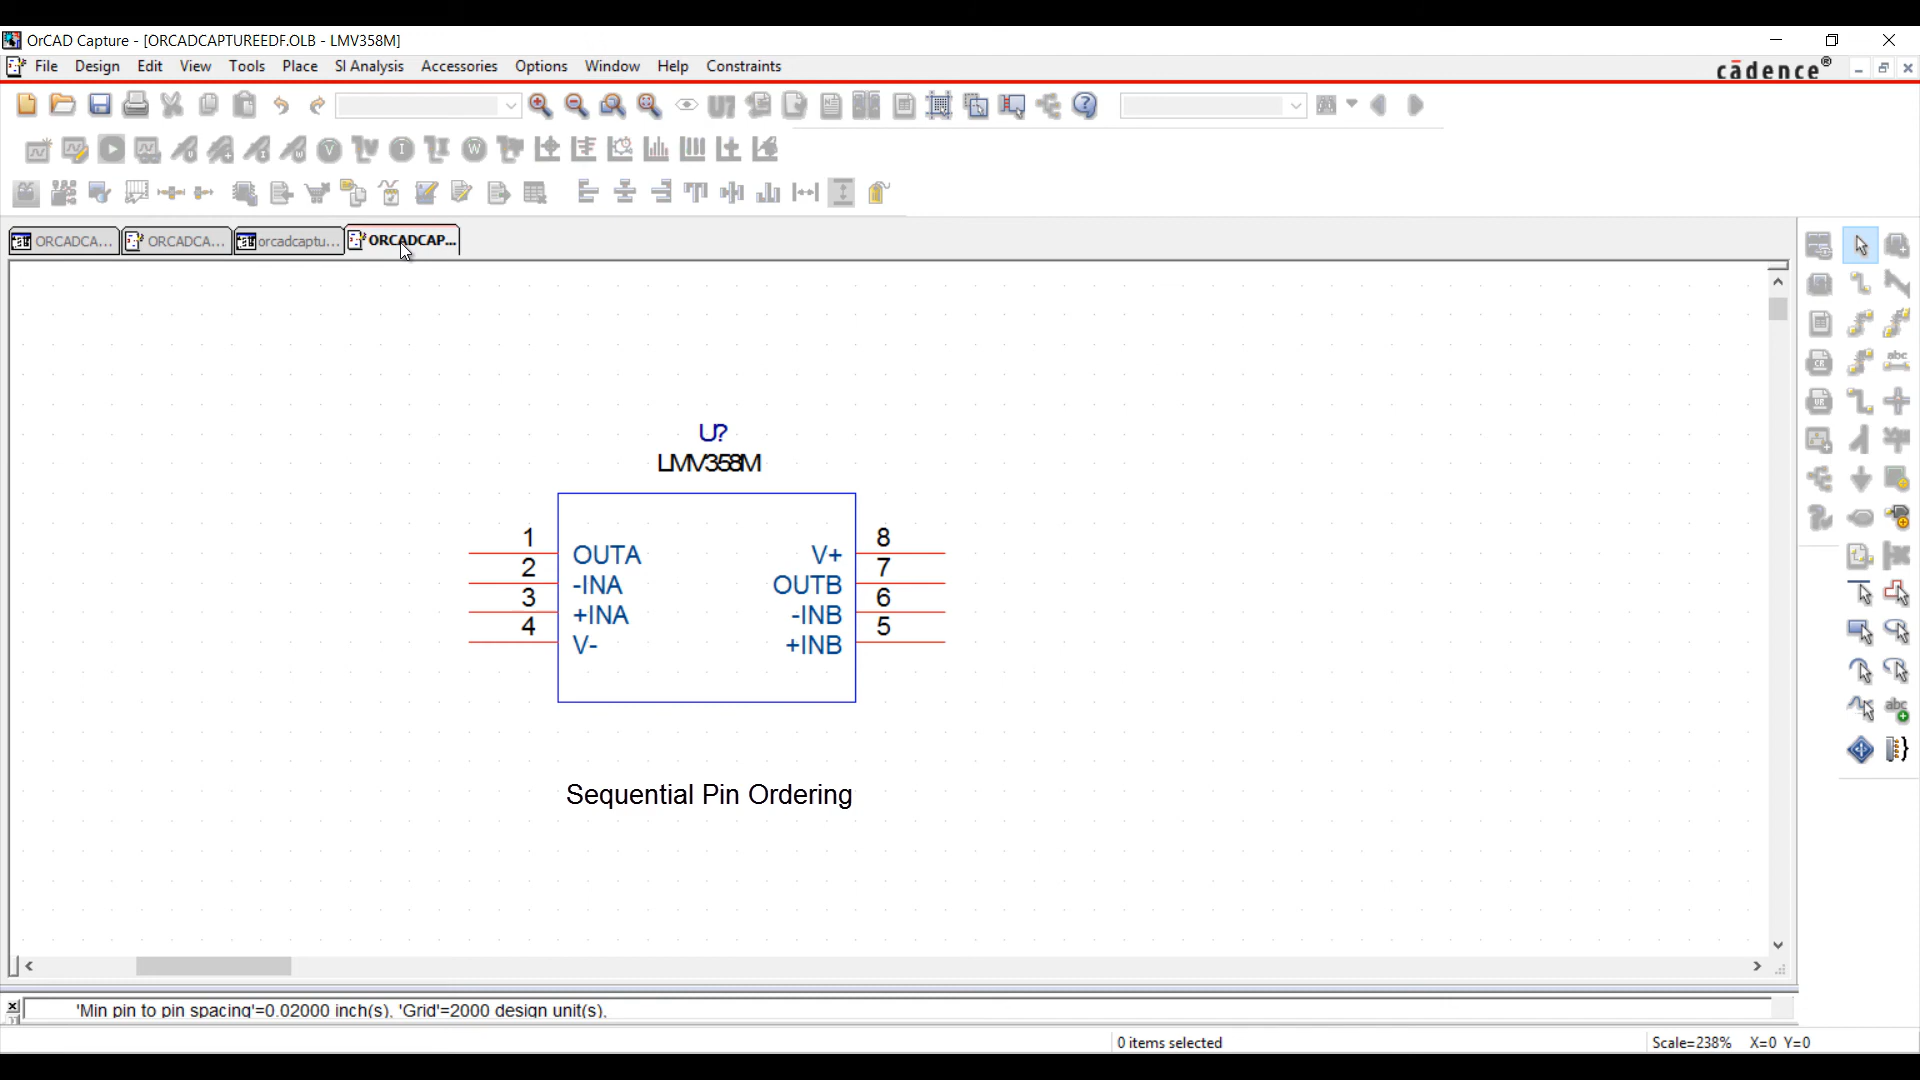 OrCAD Capture - [ORCADCAPTUREEDF.OLB - LMV358M]
File Design Edit View Tools Place SI Analysis Accessories Options Window Help Constraints
cādence®
ORCADCA...
ORCADCA...
orcadcaptu...
ORCADCAP...
U?
LMV358M
1 OUTA V+ 8
2 -INA OUTB 7
3 +INA -INB 6
4 V- +INB 5
Sequential Pin Ordering
'Min pin to pin spacing'=0.02000 inch(s), 'Grid'=2000 design unit(s),
0 items selected
Scale=238% X=0 Y=0